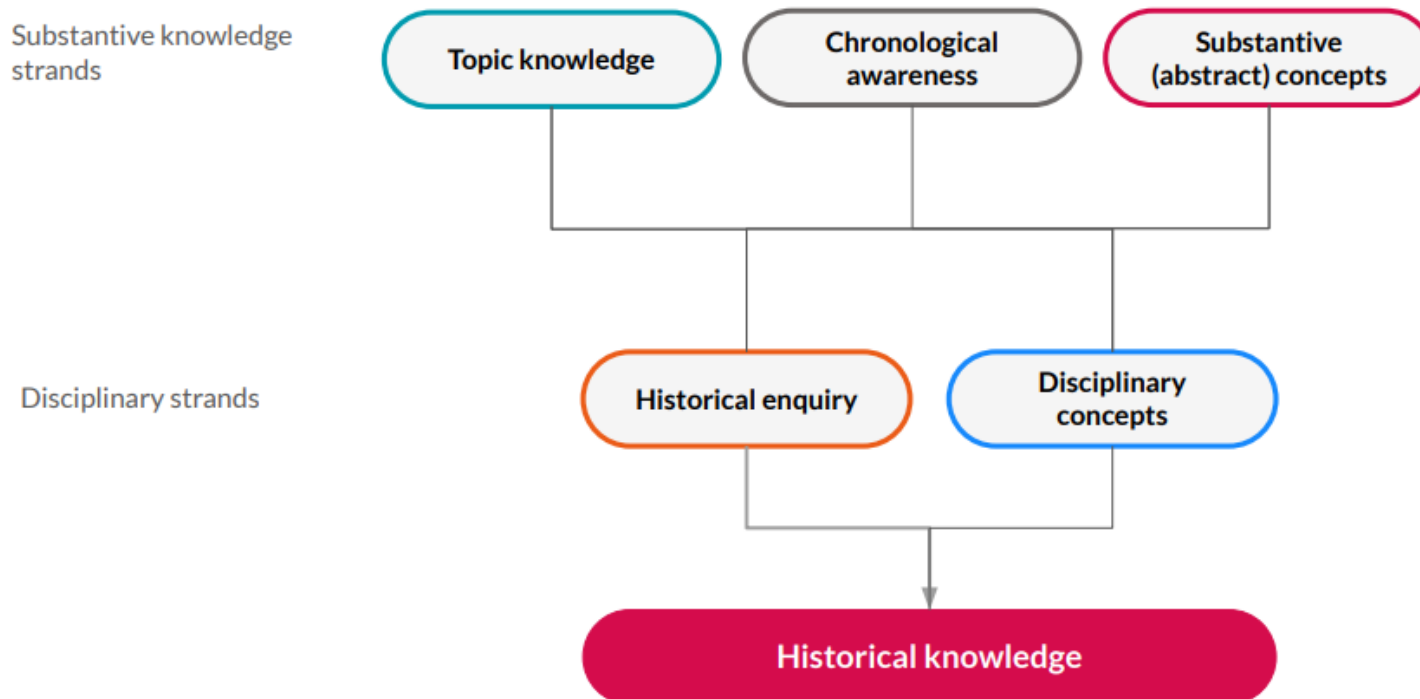 Substantive knowledge
strands
Topic knowledge
Chronological
awareness
Substantive
(abstract) concepts
Disciplinary strands
Historical enquiry
Disciplinary
concepts
Historical knowledge